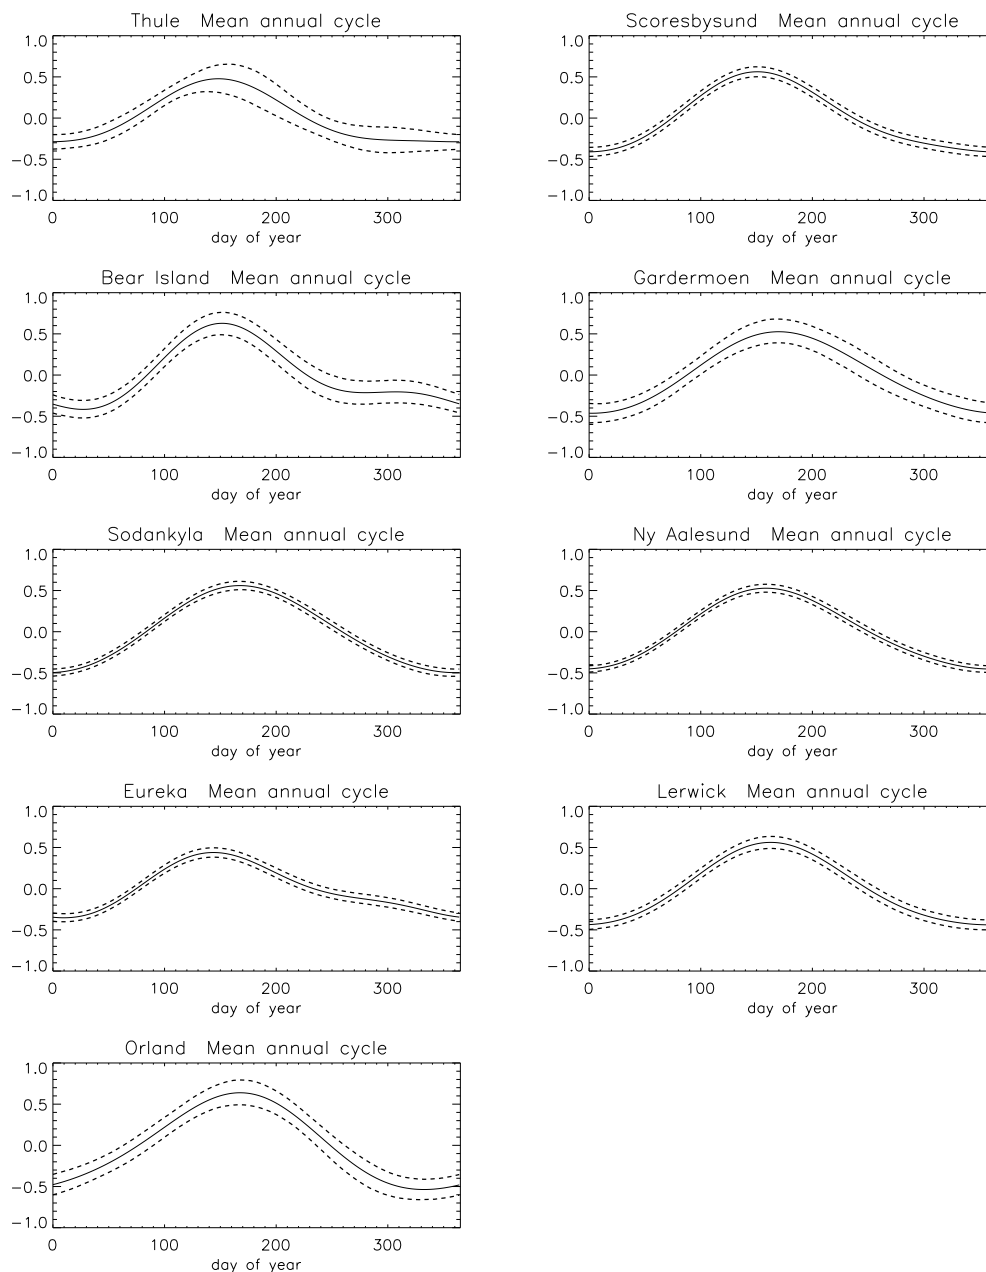 Thule Mean annual cycle
1.0
0.5
0.0
−0.5
−1.0
0 100 200 300
day of year
Scoresbysund Mean annual cycle
1.0
0.5
0.0
−0.5
−1.0
0 100 200 300
day of year
Bear Island Mean annual cycle
1.0
0.5
0.0
−0.5
−1.0
0 100 200 300
day of year
Gardermoen Mean annual cycle
1.0
0.5
0.0
−0.5
−1.0
0 100 200 300
day of year
Sodankyla Mean annual cycle
1.0
0.5
0.0
−0.5
−1.0
0 100 200 300
day of year
Ny Aalesund Mean annual cycle
1.0
0.5
0.0
−0.5
−1.0
0 100 200 300
day of year
Eureka Mean annual cycle
1.0
0.5
0.0
−0.5
−1.0
0 100 200 300
day of year
Lerwick Mean annual cycle
1.0
0.5
0.0
−0.5
−1.0
0 100 200 300
day of year
Orland Mean annual cycle
1.0
0.5
0.0
−0.5
−1.0
0 100 200 300
day of year